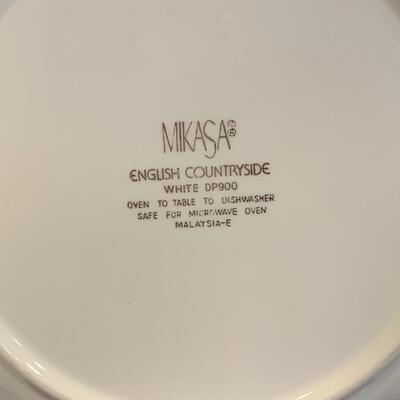 MIKASA©®
ENGLISH COUNTRYSIDE
WHITE DP900
OVEN TO TABLE TO DISHWASHER
SAFE FOR MICROWAVE OVEN
MALAYSIA-E